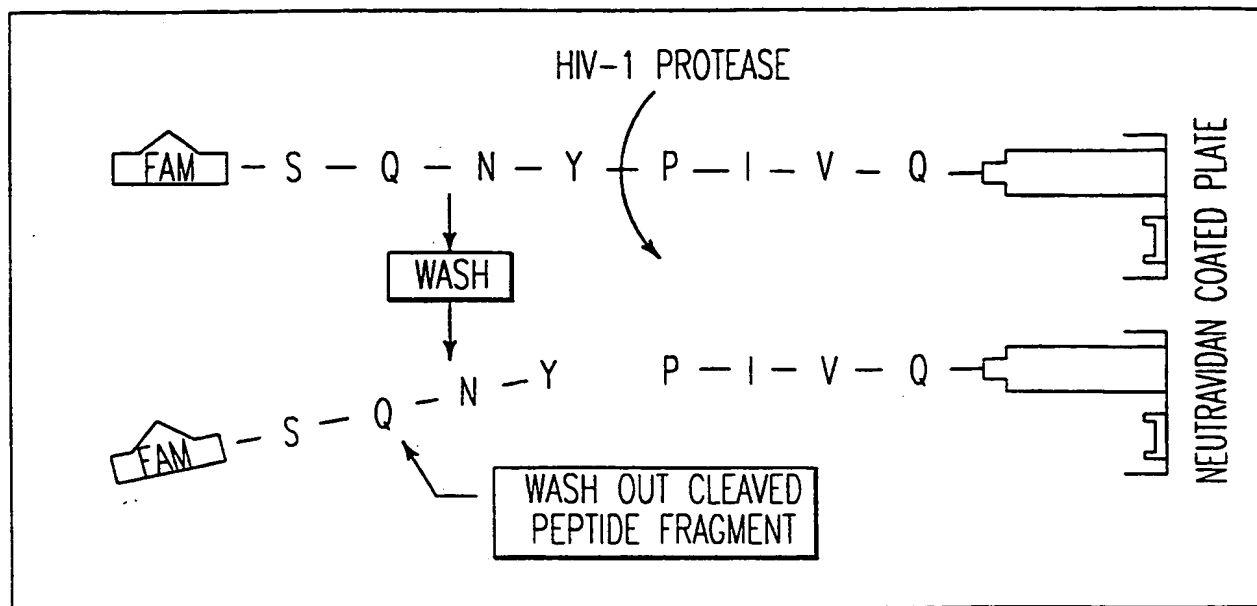 HIV-1 PROTEASE
FAM — S — Q — N — Y — P — I — V — Q —
WASH
FAM — S — Q — N — Y P — I — V — Q —
WASH OUT CLEAVED
PEPTIDE FRAGMENT
NEUTRAVIDAN COATED PLATE